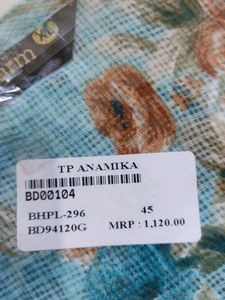 TP ANAMIKA
BD00104
BHPL-296 45
BD94120G MRP : 1,120.00